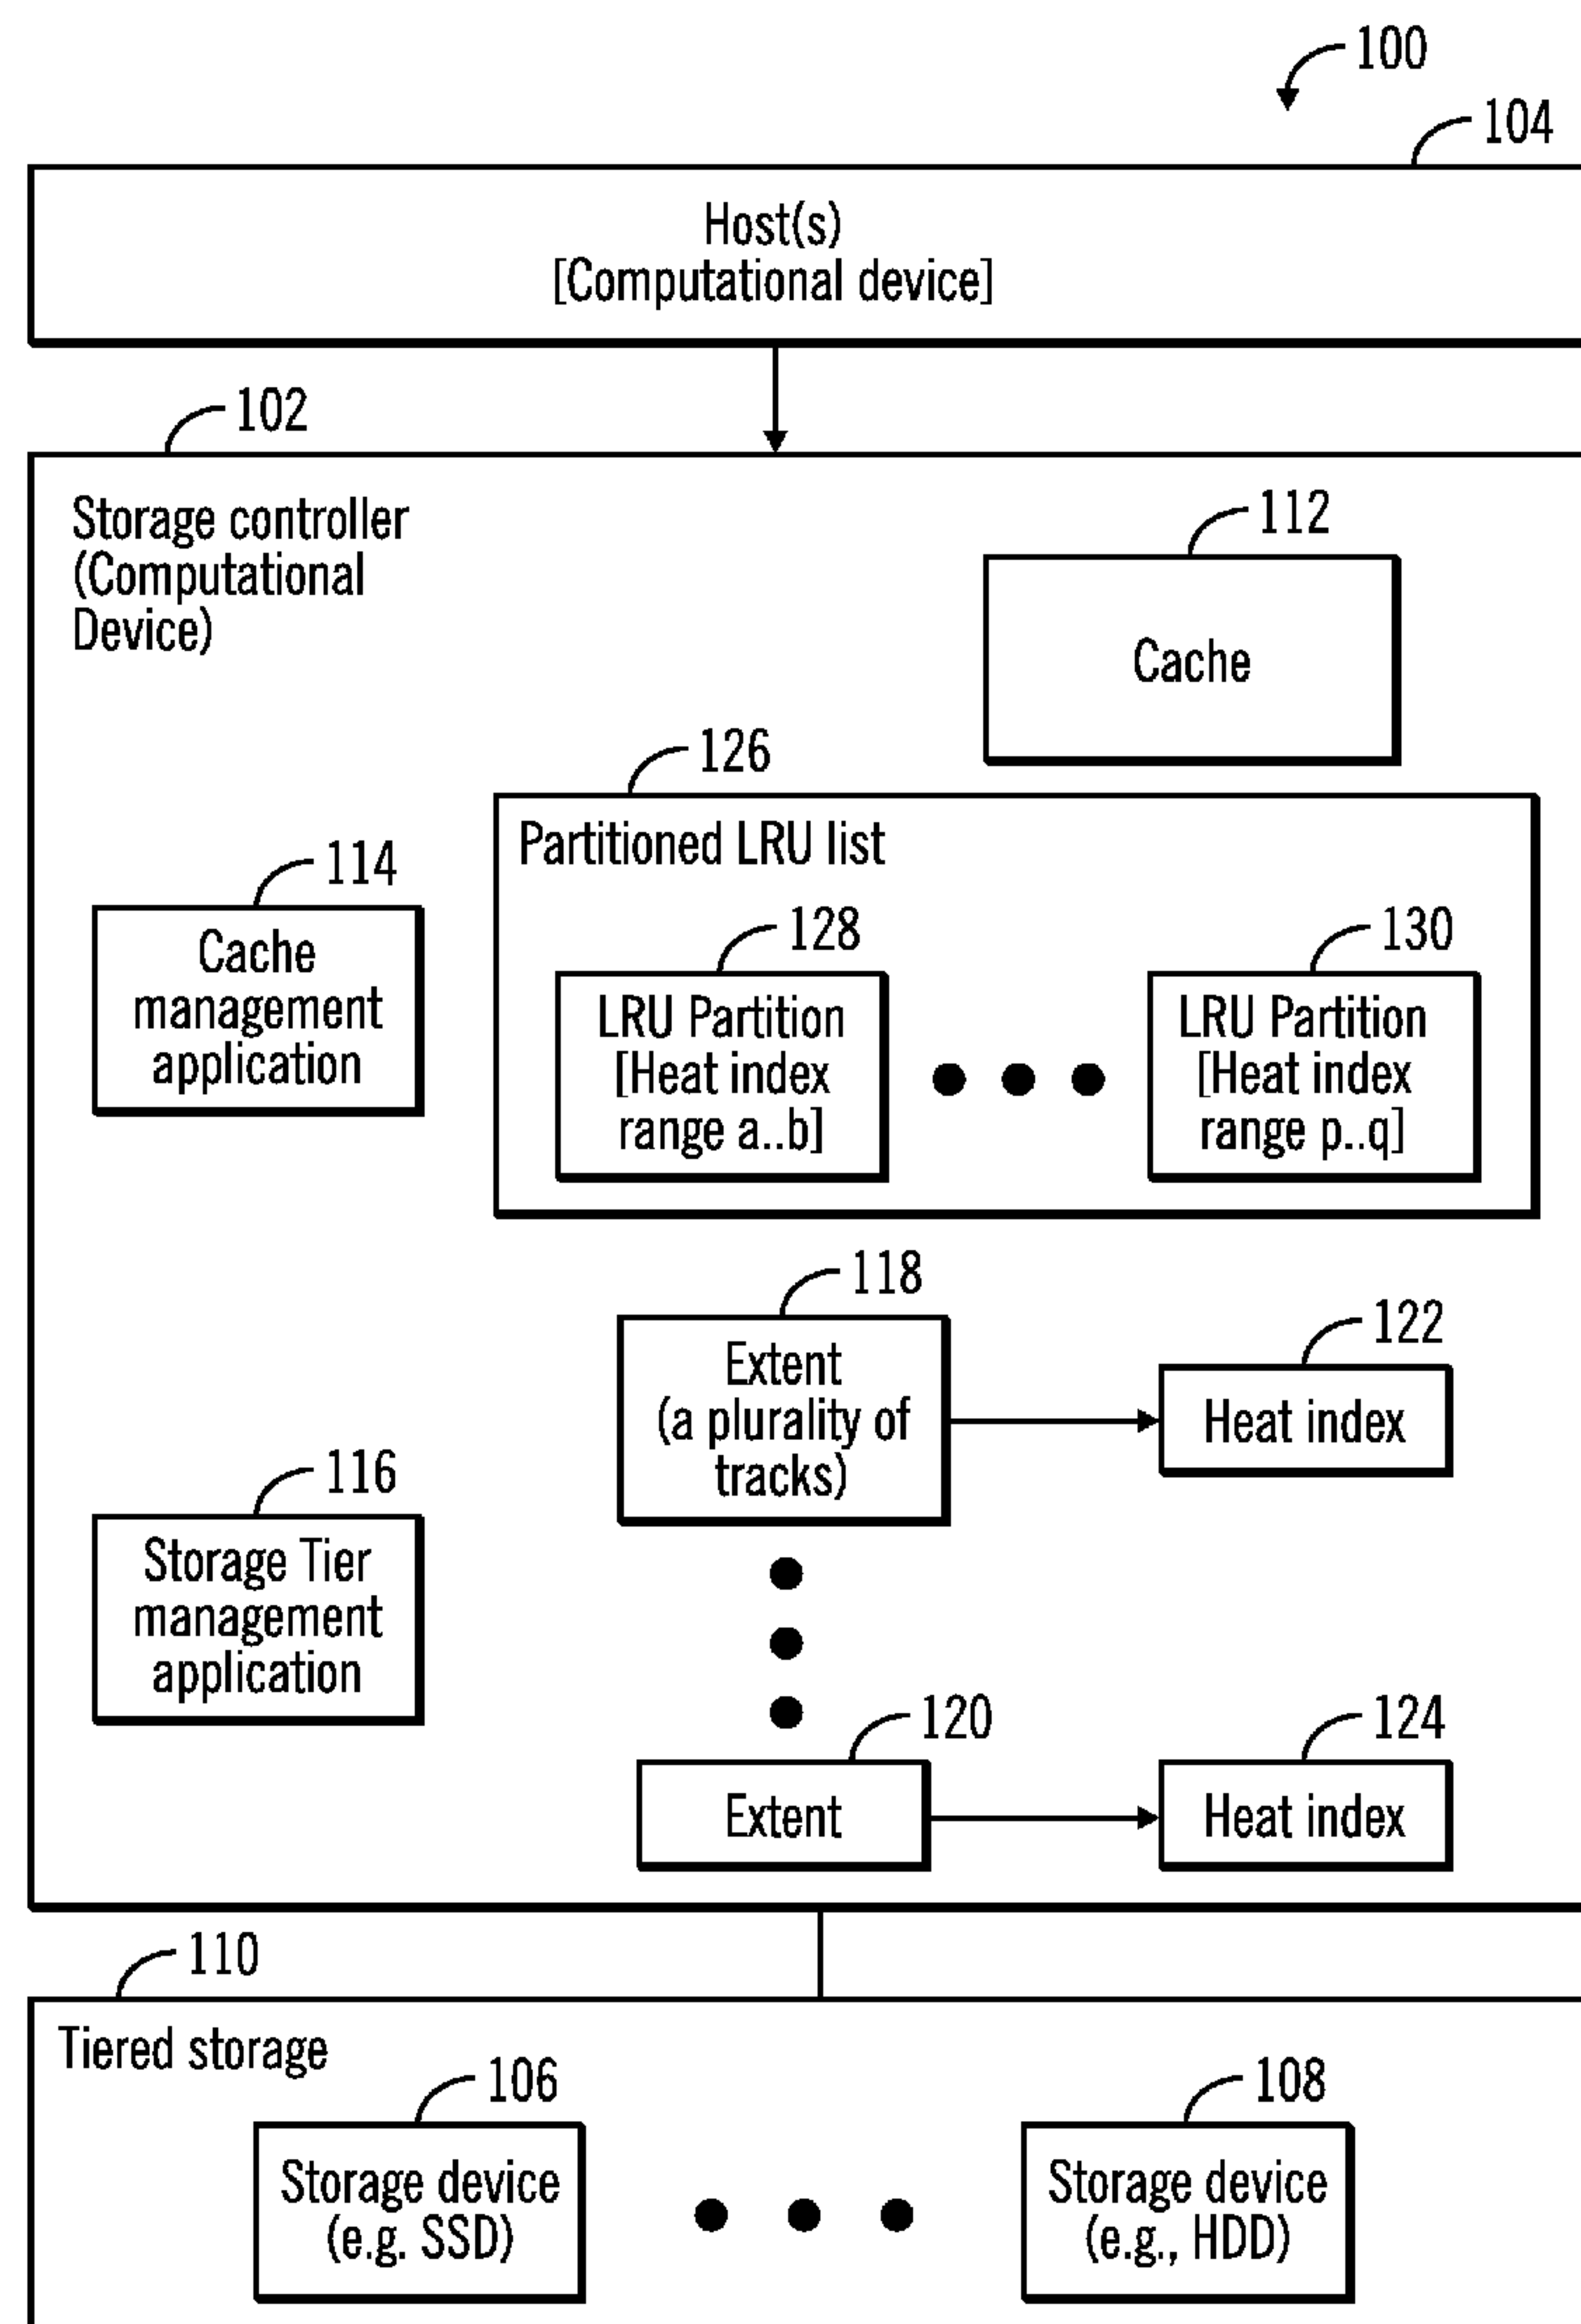 100
104
Host(s)
[Computational device]
102
Storage controller
(Computational
Device)
112
Cache
126
Partitioned LRU list
114
Cache
management
application
128
LRU Partition
[Heat index
range a..b]
130
LRU Partition
[Heat index
range p..q]
118
Extent
(a plurality of
tracks)
122
Heat index
116
Storage Tier
management
application
120
Extent
124
Heat index
110
Tiered storage
106
Storage device
(e.g. SSD)
108
Storage device
(e.g., HDD)